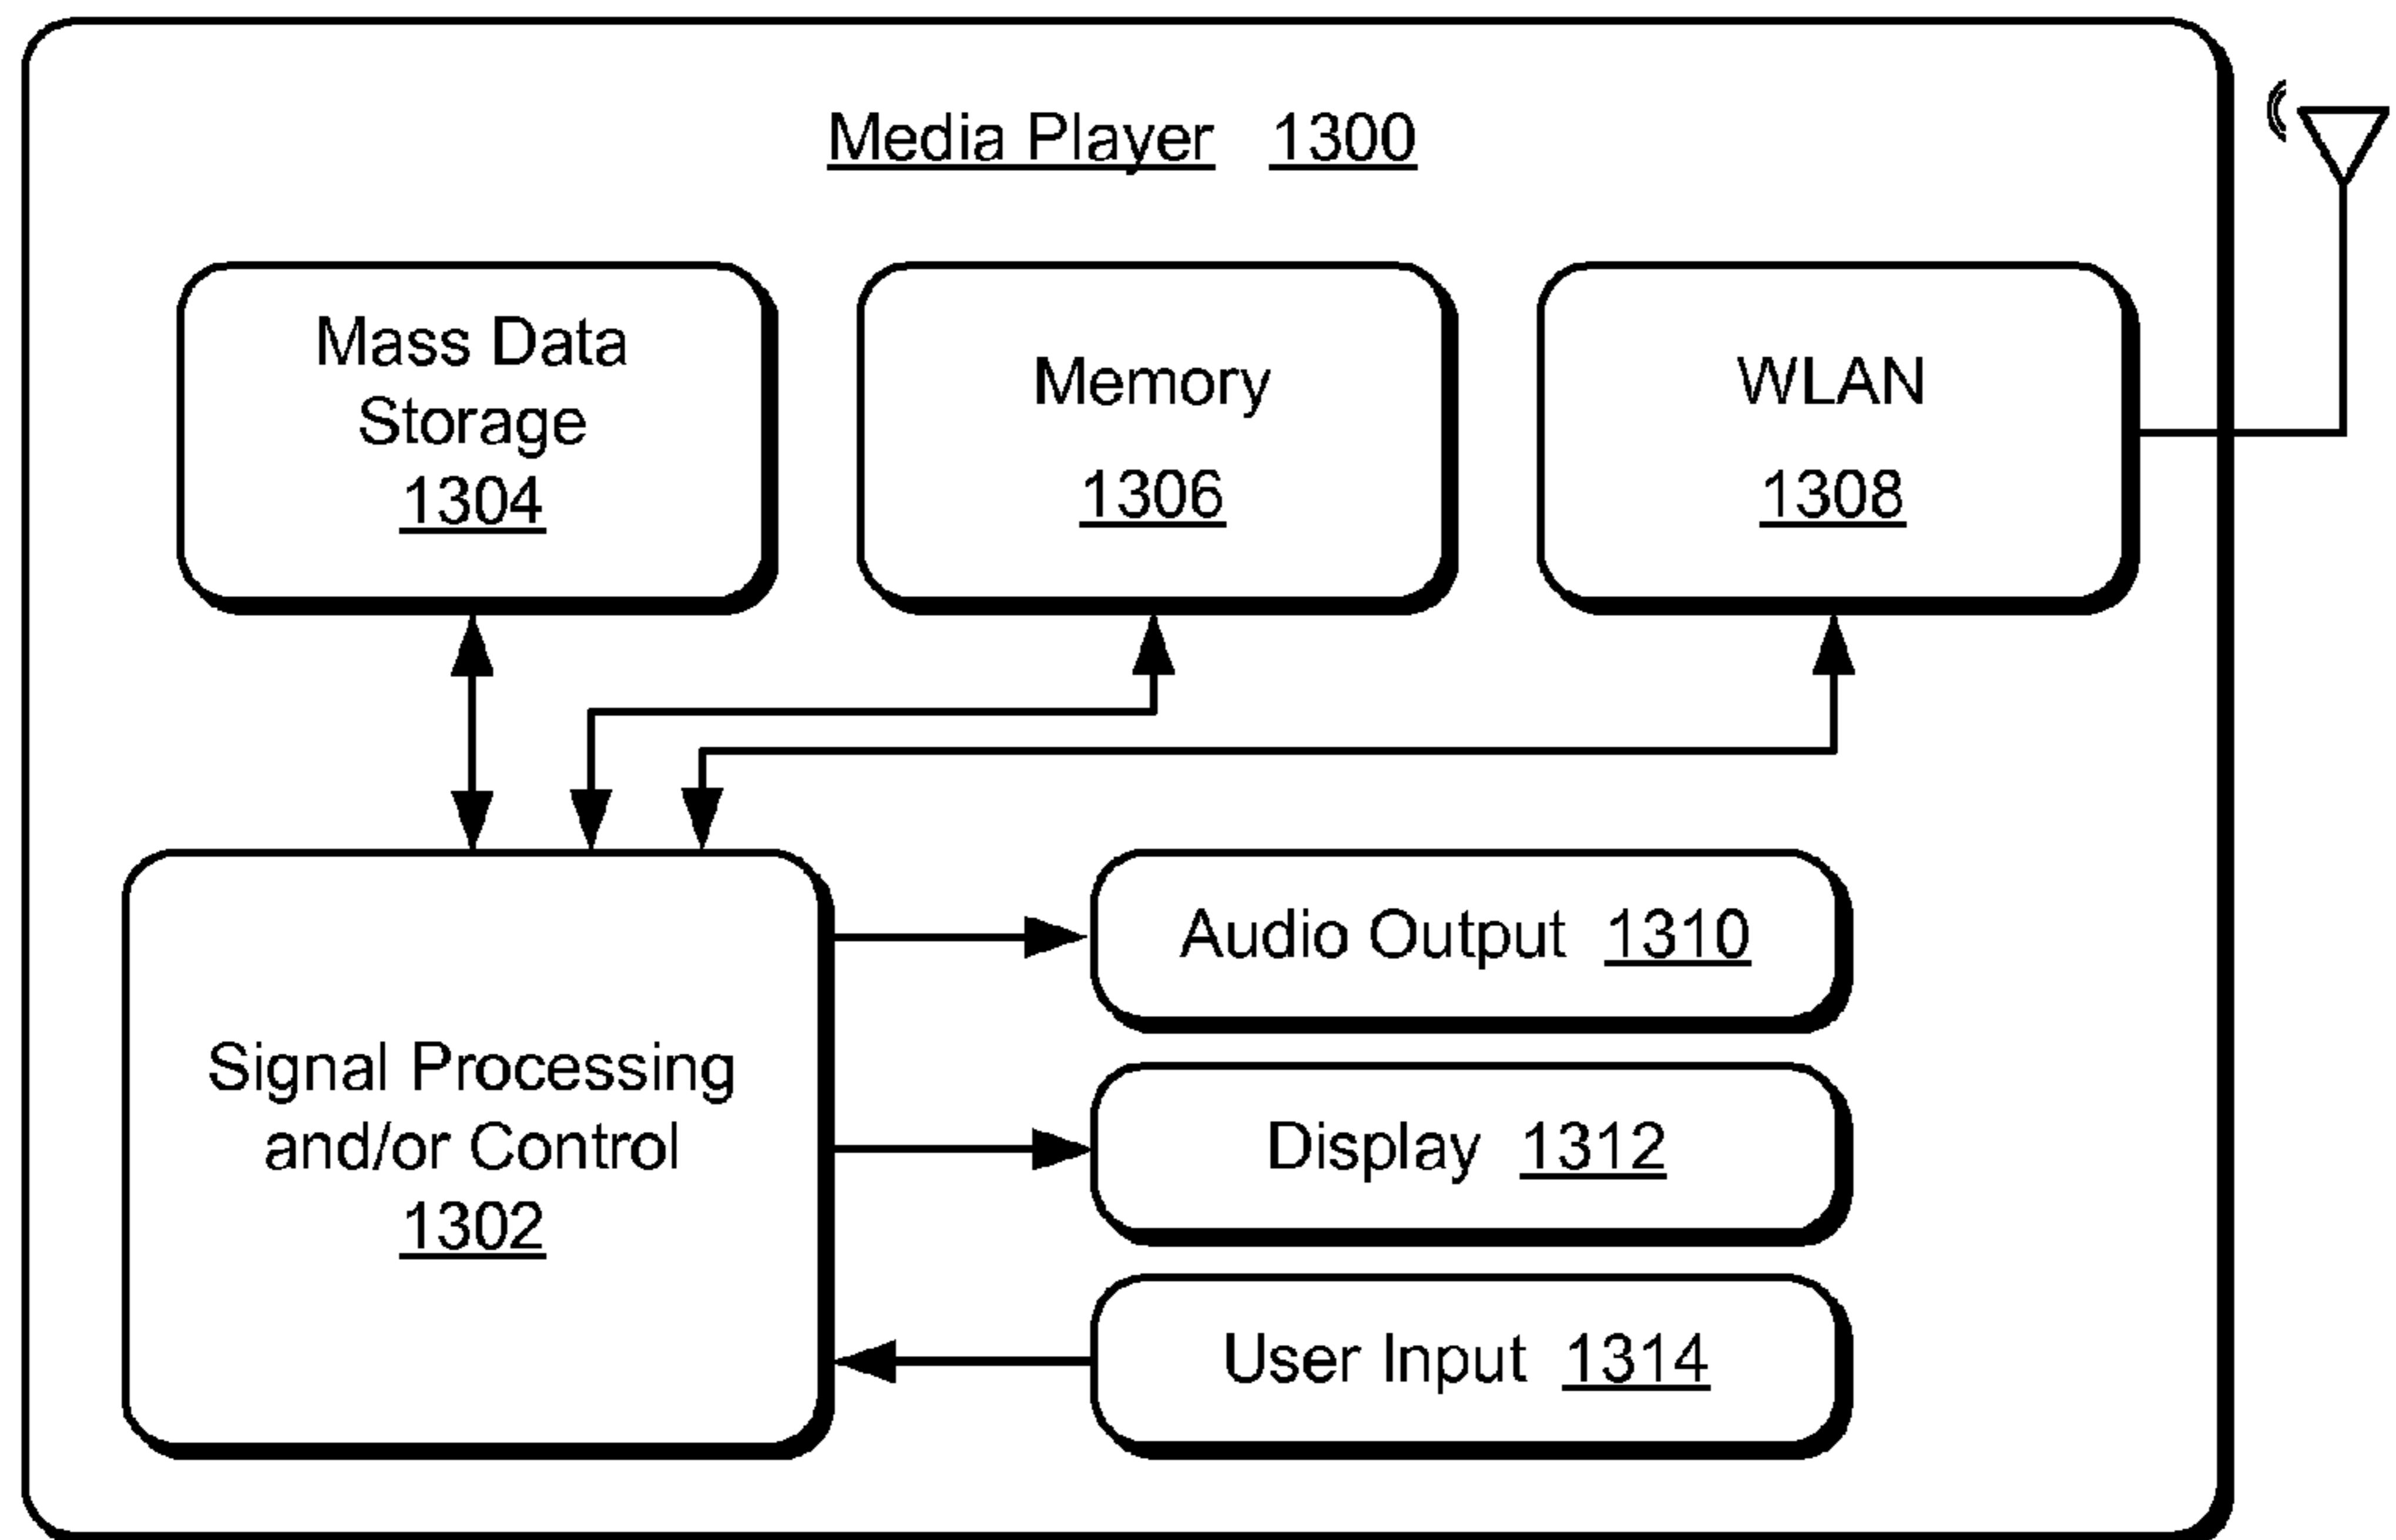 Media Player 1300
Mass Data
Storage
1304
Memory
1306
WLAN
1308
Signal Processing
and/or Control
1302
Audio Output 1310
Display 1312
User Input 1314